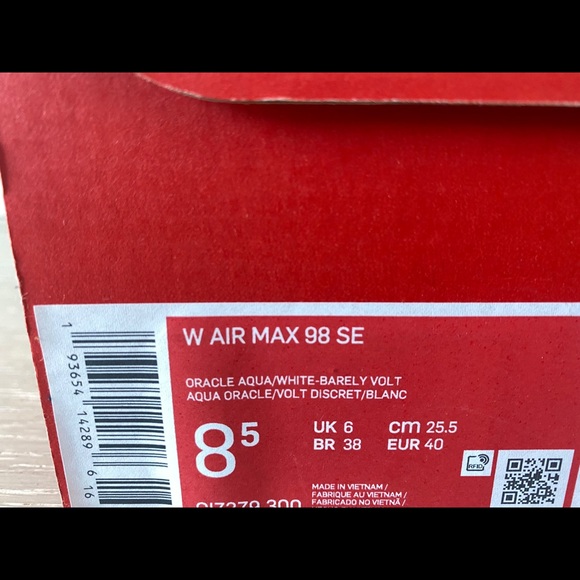 W AIR MAX 98 SE
ORACLE AQUA/WHITE-BARELY VOLT
AQUA ORACLE/VOLT DISCRET/BLANC
8⁵
UK 6 cm 25.5
BR 38 EUR 40
RFID
MADE IN VIETNAM /
FABRIQUE AU VIETNAM /
FABRICADO NO VIETNÃ /
1 93654 14289 6 16